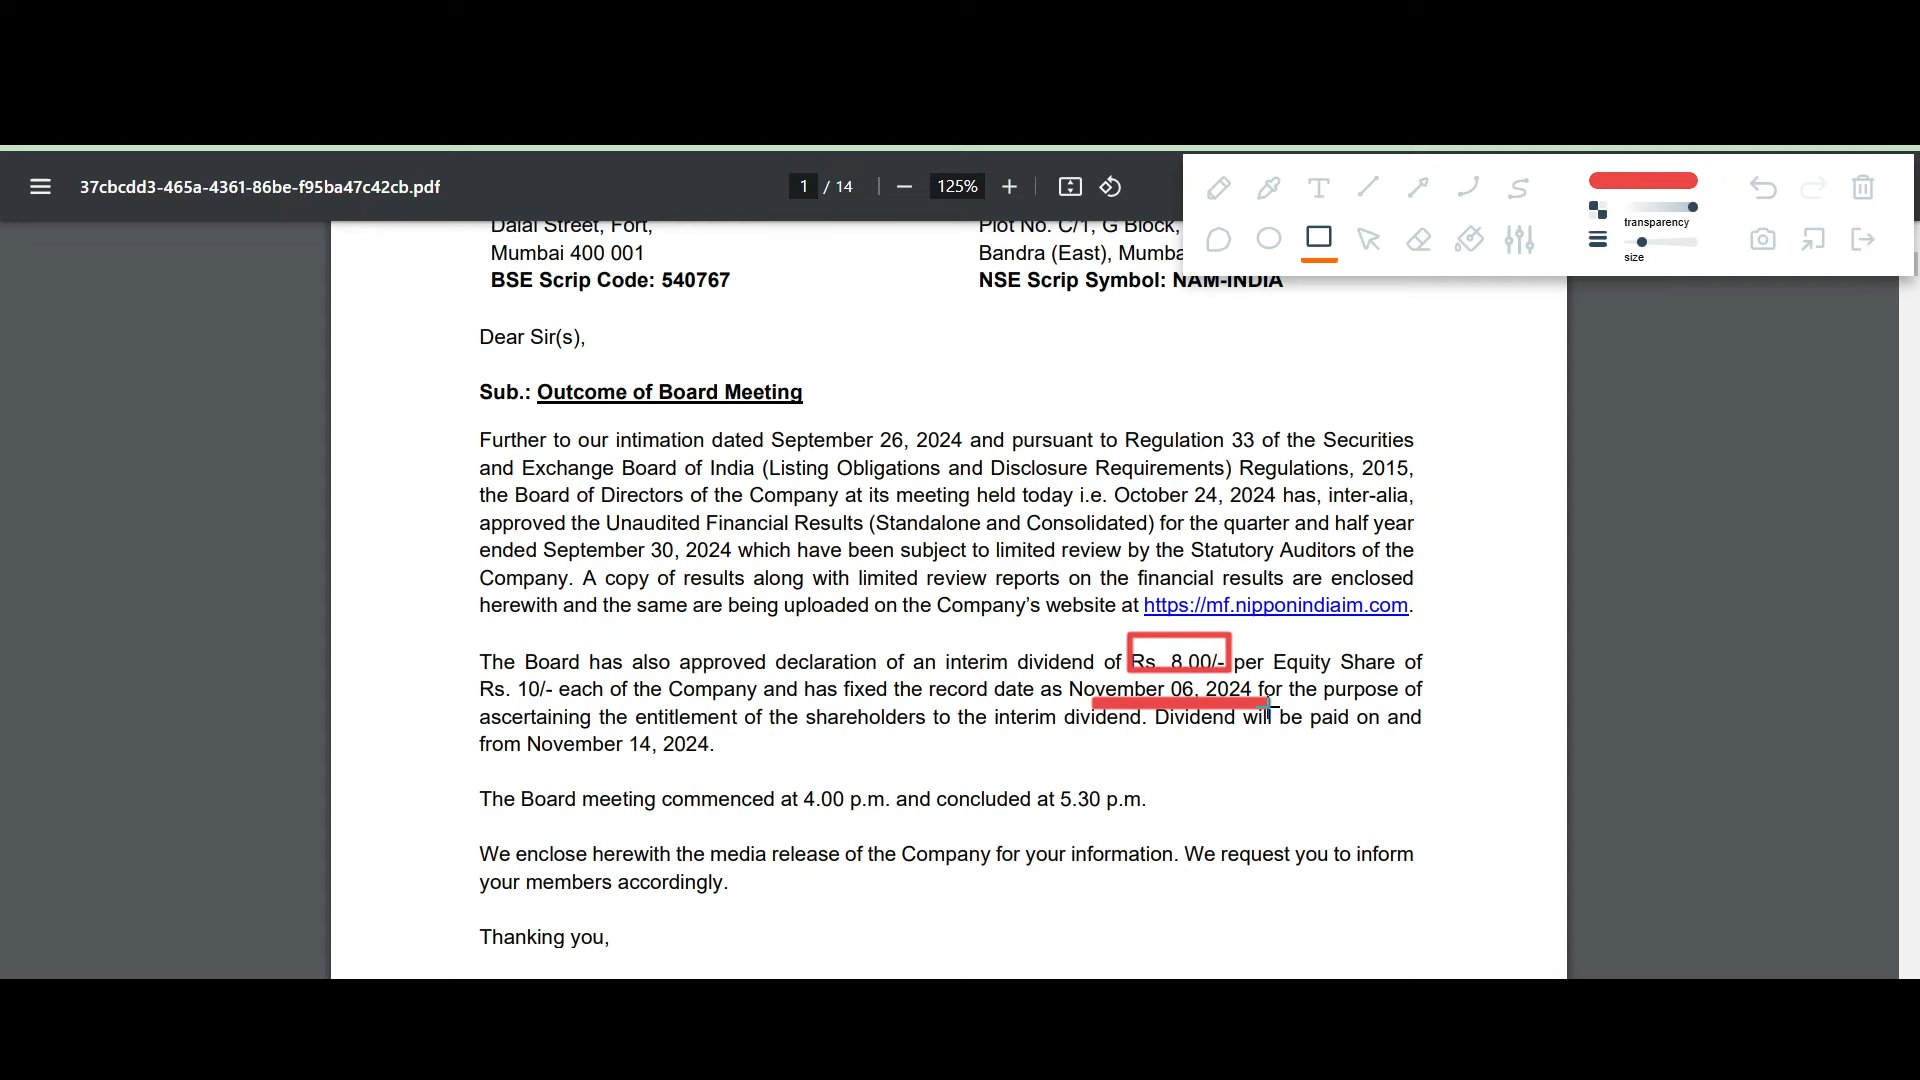 37cbcdd3-465a-4361-86be-f95ba47c42cb.pdf
1 / 14
125%
transparency
size
Dalal Street, Fort,
Mumbai 400 001
BSE Scrip Code: 540767
Plot No. C/1, G Block,
Bandra (East), Mumba
NSE Scrip Symbol: NAM-INDIA
Dear Sir(s),
Sub.: Outcome of Board Meeting
Further to our intimation dated September 26, 2024 and pursuant to Regulation 33 of the Securities
and Exchange Board of India (Listing Obligations and Disclosure Requirements) Regulations, 2015,
the Board of Directors of the Company at its meeting held today i.e. October 24, 2024 has, inter-alia,
approved the Unaudited Financial Results (Standalone and Consolidated) for the quarter and half year
ended September 30, 2024 which have been subject to limited review by the Statutory Auditors of the
Company. A copy of results along with limited review reports on the financial results are enclosed
herewith and the same are being uploaded on the Company’s website at https://mf.nipponindiaim.com.
The Board has also approved declaration of an interim dividend of Rs. 8.00/- per Equity Share of
Rs. 10/- each of the Company and has fixed the record date as November 06, 2024 for the purpose of
ascertaining the entitlement of the shareholders to the interim dividend. Dividend will be paid on and
from November 14, 2024.
The Board meeting commenced at 4.00 p.m. and concluded at 5.30 p.m.
We enclose herewith the media release of the Company for your information. We request you to inform
your members accordingly.
Thanking you,